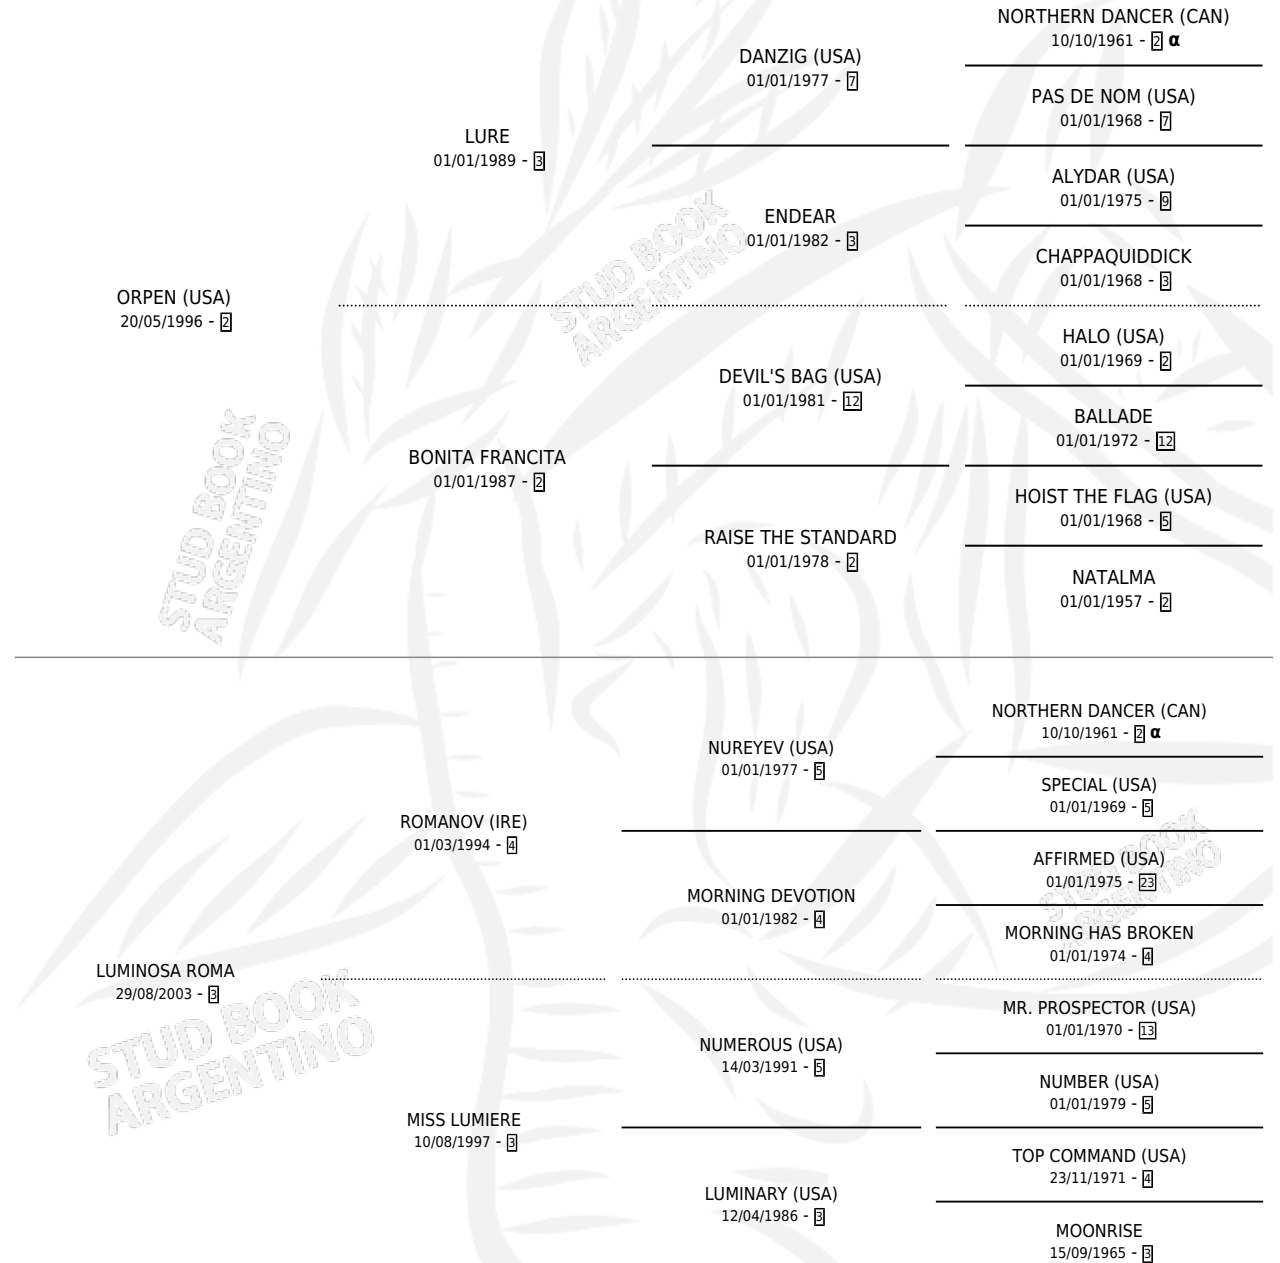 NORTHERN DANCER (CAN)
10/10/1961 - 2 α
DANZIG (USA)
01/01/1977 - 7
PAS DE NOM (USA)
01/01/1968 - 7
LURE
01/01/1989 - 3
ALYDAR (USA)
01/01/1975 - 9
ENDEAR
01/01/1982 - 3
CHAPPAQUIDDICK
01/01/1968 - 3
STUD BOOK
ARGENTINO
ORPEN (USA)
20/05/1996 - 2
HALO (USA)
01/01/1969 - 2
DEVIL'S BAG (USA)
01/01/1981 - 12
BALLADE
01/01/1972 - 12
BONITA FRANCITA
01/01/1987 - 2
HOIST THE FLAG (USA)
01/01/1968 - 5
RAISE THE STANDARD
01/01/1978 - 2
NATALMA
01/01/1957 - 2
STUD BOOK
ARGENTINO
NORTHERN DANCER (CAN)
10/10/1961 - 2 α
NUREYEV (USA)
01/01/1977 - 5
SPECIAL (USA)
01/01/1969 - 5
ROMANOV (IRE)
01/03/1994 - 4
AFFIRMED (USA)
01/01/1975 - 23
MORNING DEVOTION
01/01/1982 - 4
MORNING HAS BROKEN
01/01/1974 - 4
STUD BOOK
ARGENTINO
LUMINOSA ROMA
29/08/2003 - 3
MR. PROSPECTOR (USA)
01/01/1970 - 13
NUMEROUS (USA)
14/03/1991 - 5
NUMBER (USA)
01/01/1979 - 5
STUD BOOK
ARGENTINO
MISS LUMIERE
10/08/1997 - 3
TOP COMMAND (USA)
23/11/1971 - 4
LUMINARY (USA)
12/04/1986 - 3
MOONRISE
15/09/1965 - 3